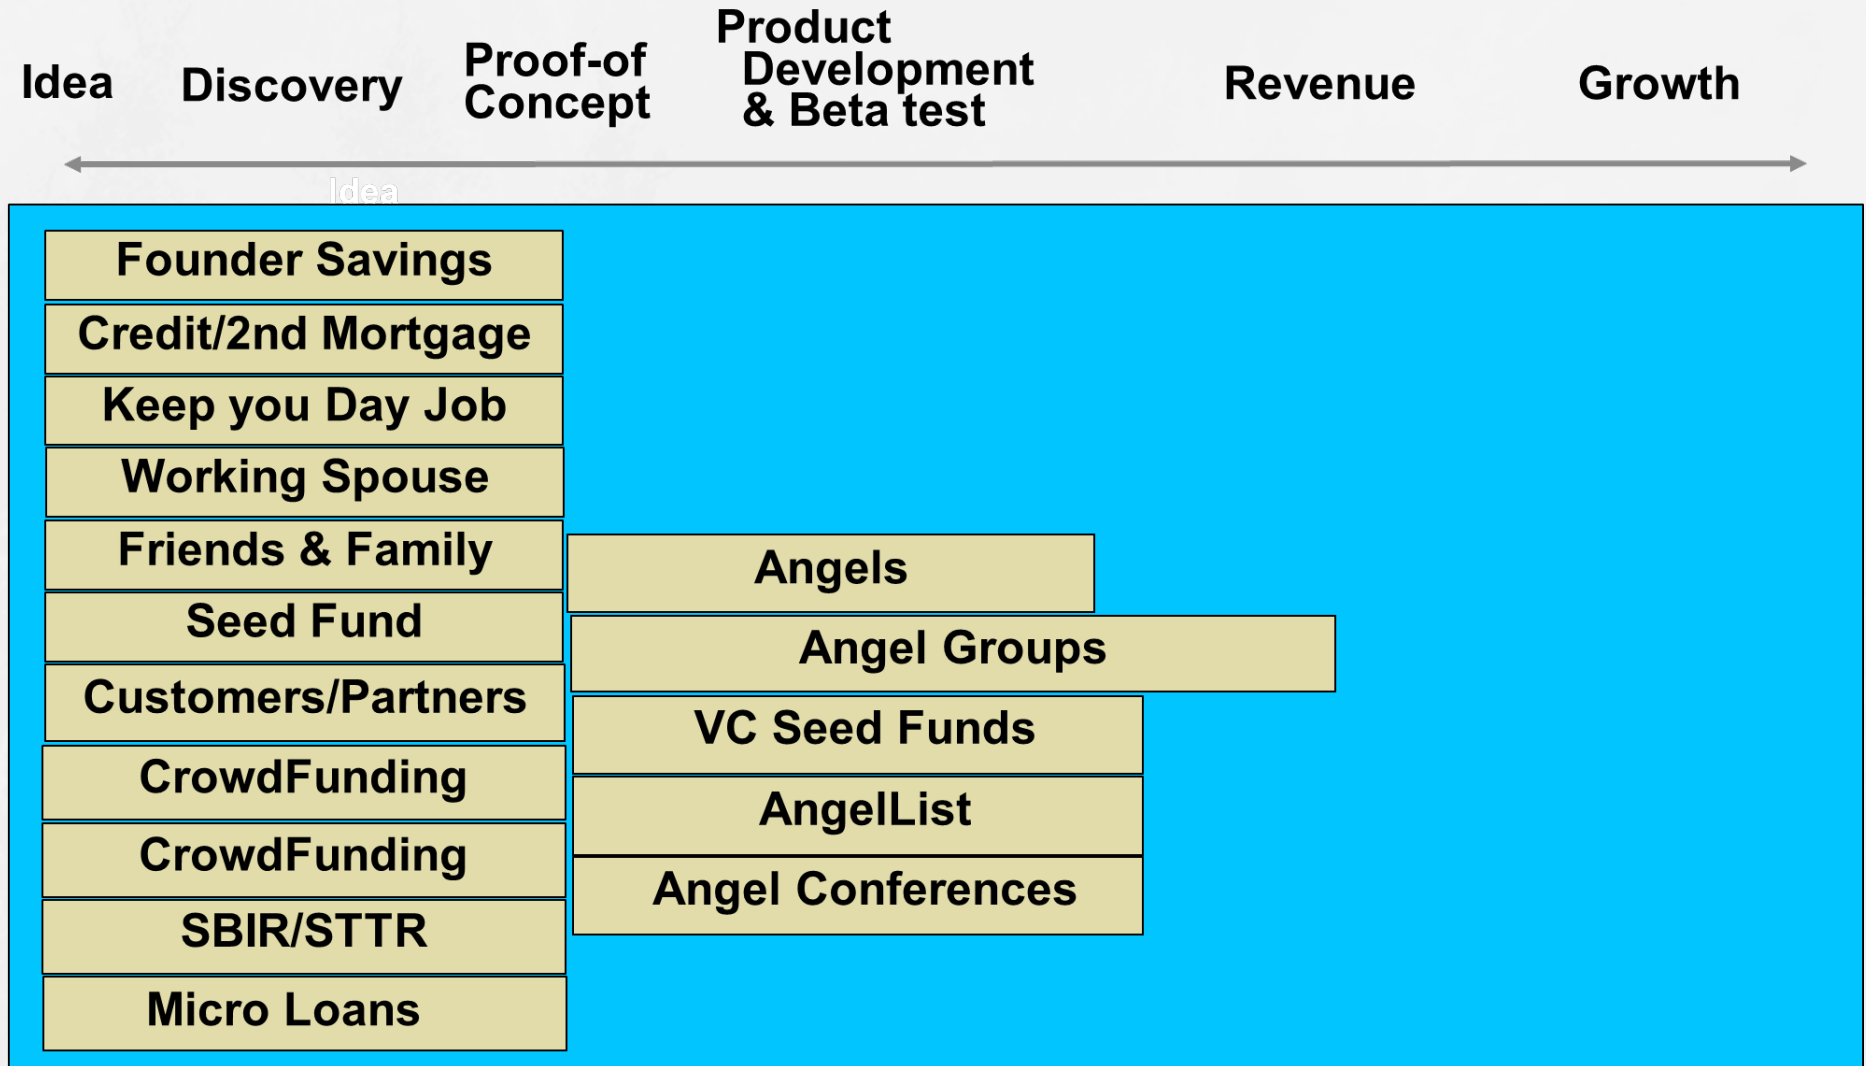 Idea
Discovery
Proof-of
Concept
Product
Development
& Beta test
Revenue
Growth
Idea
Founder Savings
Credit/2nd Mortgage
Keep you Day Job
Working Spouse
Friends & Family
Seed Fund
Customers/Partners
CrowdFunding
CrowdFunding
SBIR/STTR
Micro Loans
Angels
Angel Groups
VC Seed Funds
AngelList
Angel Conferences